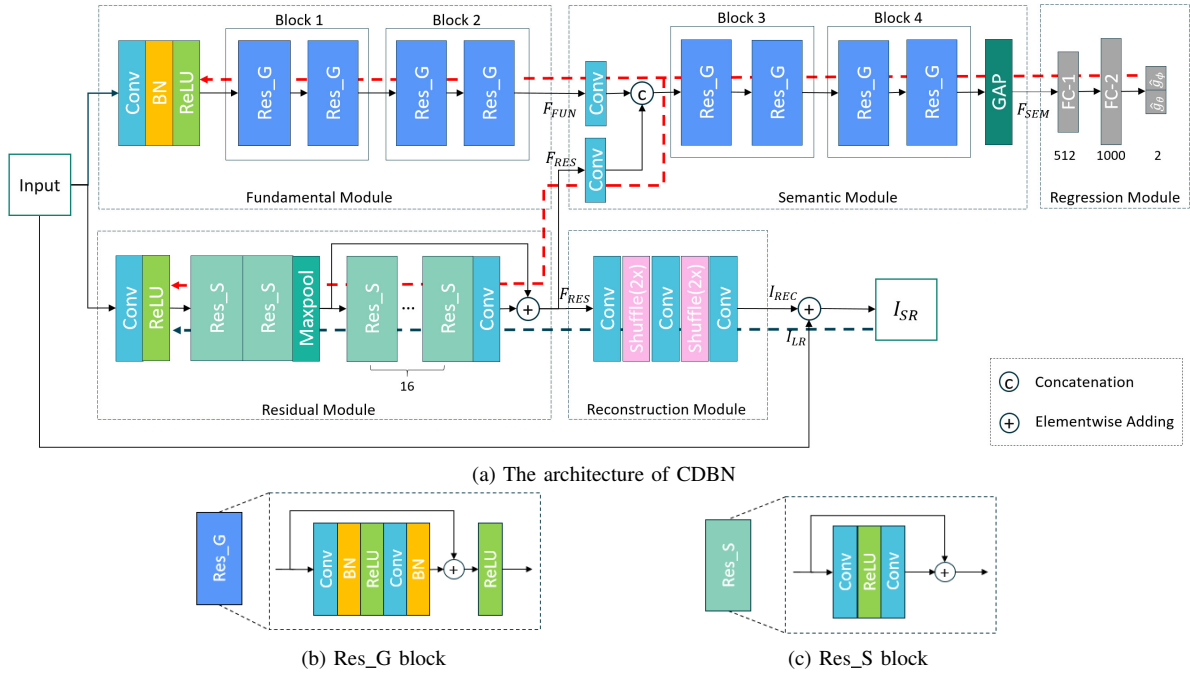 Block 1
Block 2
Block 3
Block 4
Conv
BN
ReLU
Res_G
Res_G
Res_G
Res_G
F_FUN
Conv
C
Res_G
Res_G
Res_G
Res_G
GAP
F_SEM
FC-1
FC-2
ĝ_θ ĝ_ϕ
512
1000
2
F_RES
Conv
Input
Fundamental Module
Semantic Module
Regression Module
Conv
ReLU
Res_S
Res_S
Maxpool
Res_S
...
Res_S
Conv
+
F_RES
Conv
Shuffle(2x)
Conv
Shuffle(2x)
Conv
I_REC
+
I_LR
I_SR
16
Residual Module
Reconstruction Module
C Concatenation
+ Elementwise Adding
(a) The architecture of CDBN
Res_G
Conv
BN
ReLU
Conv
BN
+
ReLU
(b) Res_G block
Res_S
Conv
ReLU
Conv
+
(c) Res_S block